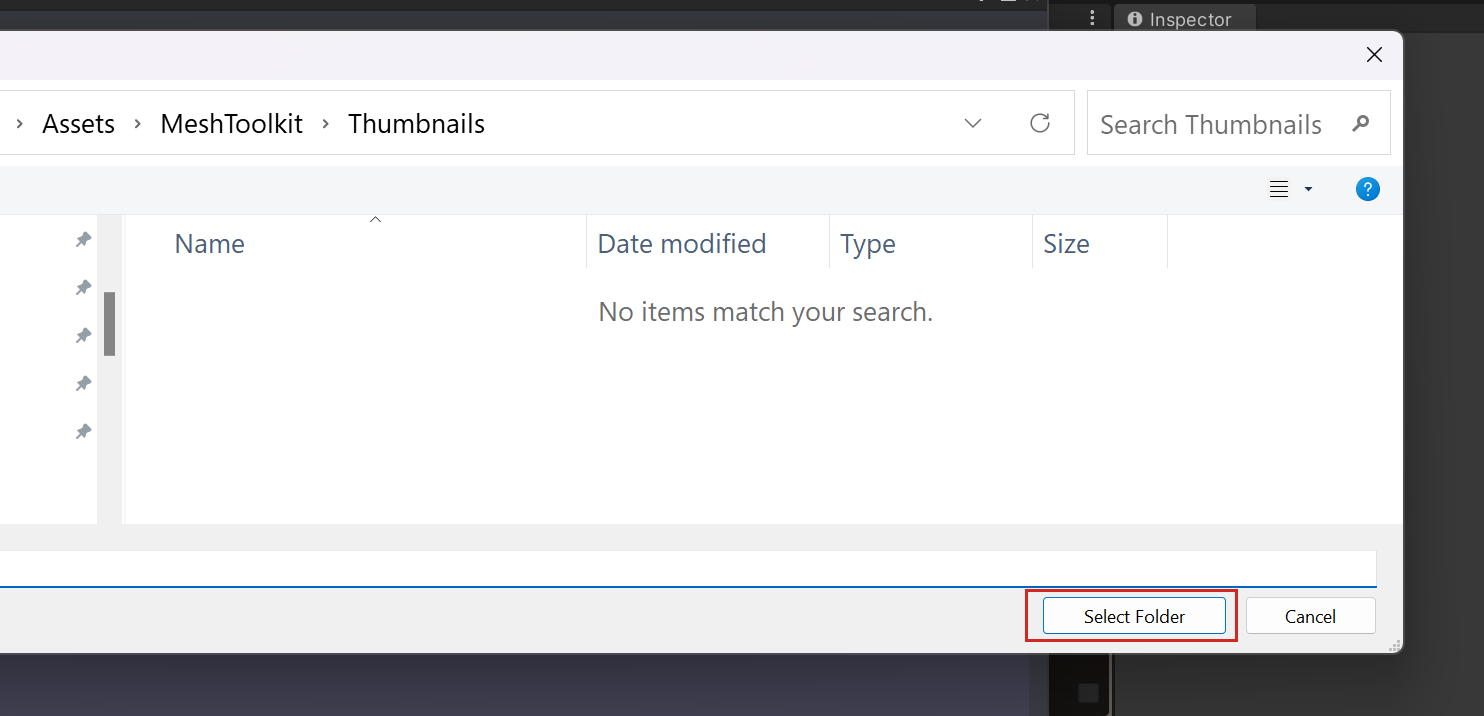 Inspector
Assets > MeshToolkit > Thumbnails
Search Thumbnails
?
Name Date modified Type Size
No items match your search.
Select Folder Cancel